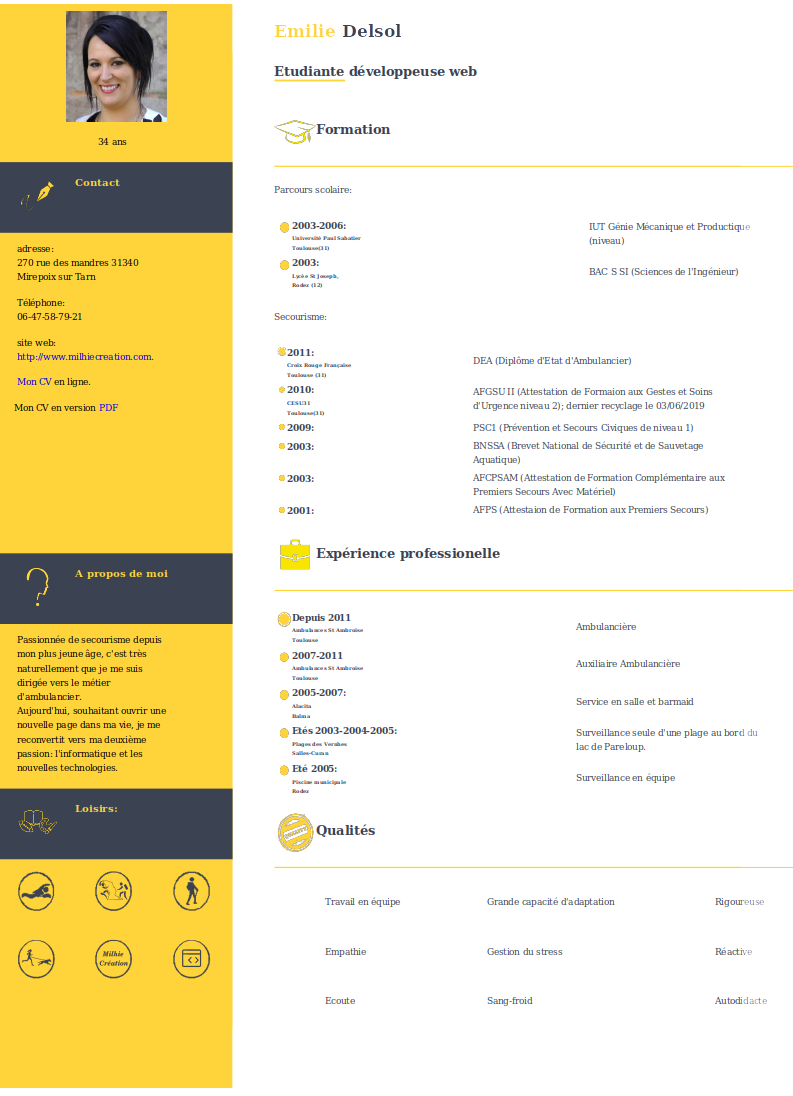 34 ans
Contact
adresse:
270 rue des mandres 31340
Mirepoix sur Tarn
Téléphone:
06-47-58-79-21
site web:
http://www.milhiecreation.com.
Mon CV en ligne.
Mon CV en version PDF
A propos de moi
Passionnée de secourisme depuis
mon plus jeune âge, c'est très
naturellement que je me suis
dirigée vers le métier
d'ambulancier.
Aujourd'hui, souhaitant ouvrir une
nouvelle page dans ma vie, je me
reconvertit vers ma deuxième
passion: l'informatique et les
nouvelles technologies.
Loisirs:
Milhie
Création
Emilie Delsol
Etudiante développeuse web
Formation
Parcours scolaire:
2003-2006:
Université Paul Sabatier
Toulouse(31)
IUT Génie Mécanique et Productique
(niveau)
2003:
Lycée St Joseph,
Rodez (12)
BAC S SI (Sciences de l'Ingénieur)
Secourisme:
2011:
Croix Rouge Française
Toulouse (31)
DEA (Diplôme d'Etat d'Ambulancier)
2010:
CESU31
Toulouse(31)
AFGSU II (Attestation de Formaion aux Gestes et Soins
d'Urgence niveau 2); dernier recyclage le 03/06/2019
2009:
PSC1 (Prévention et Secours Civiques de niveau 1)
2003:
BNSSA (Brevet National de Sécurité et de Sauvetage
Aquatique)
2003:
AFCPSAM (Attestation de Formation Complémentaire aux
Premiers Secours Avec Matériel)
2001:
AFPS (Attestaion de Formation aux Premiers Secours)
Expérience professionelle
Depuis 2011
Ambulances St Ambroise
Toulouse
Ambulancière
2007-2011
Ambulances St Ambroise
Toulouse
Auxiliaire Ambulancière
2005-2007:
Alacita
Balma
Service en salle et barmaid
Etés 2003-2004-2005:
Plages des Vernhes
Salles-Curan
Surveillance seule d'une plage au bord du
lac de Pareloup.
Eté 2005:
Piscine municipale
Rodez
Surveillance en équipe
Qualités
Travail en équipe
Grande capacité d'adaptation
Rigoureuse
Empathie
Gestion du stress
Réactive
Ecoute
Sang-froid
Autodidacte